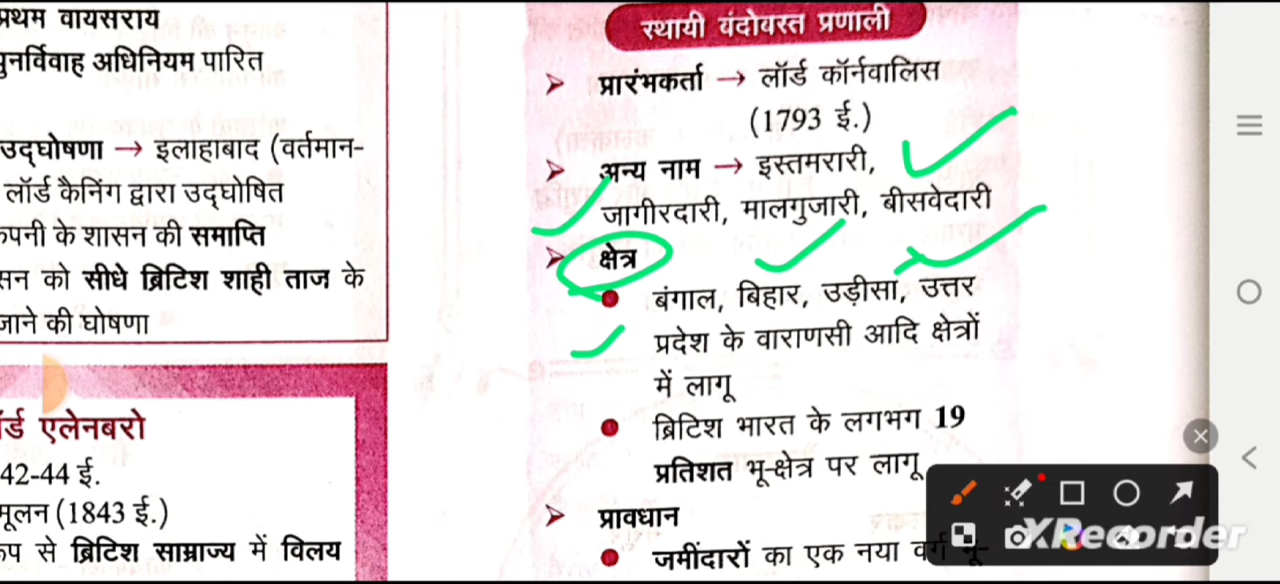 प्रथम वायसराय
पुनर्विवाह अधिनियम पारित
उद्घोषणा → इलाहाबाद (वर्तमान-
लॉर्ड कैनिंग द्वारा उद्घोषित
कंपनी के शासन की समाप्ति
सन को सीधे ब्रिटिश शाही ताज के
जाने की घोषणा
र्ड एलेनबरो
42-44 ई.
मूलन (1843 ई.)
रूप से ब्रिटिश साम्राज्य में विलय
स्थायी बंदोबस्त प्रणाली
➢ प्रारंभकर्ता → लॉर्ड कॉर्नवालिस
(1793 ई.)
➢ अन्य नाम → इस्तमरारी,
जागीरदारी, मालगुजारी, बीसवेदारी
➢ क्षेत्र
● बंगाल, बिहार, उड़ीसा, उत्तर
प्रदेश के वाराणसी आदि क्षेत्रों
में लागू
● ब्रिटिश भारत के लगभग 19
प्रतिशत भू-क्षेत्र पर लागू
➢ प्रावधान
● जमींदारों का एक नया वर्ग भू-
XRecorder